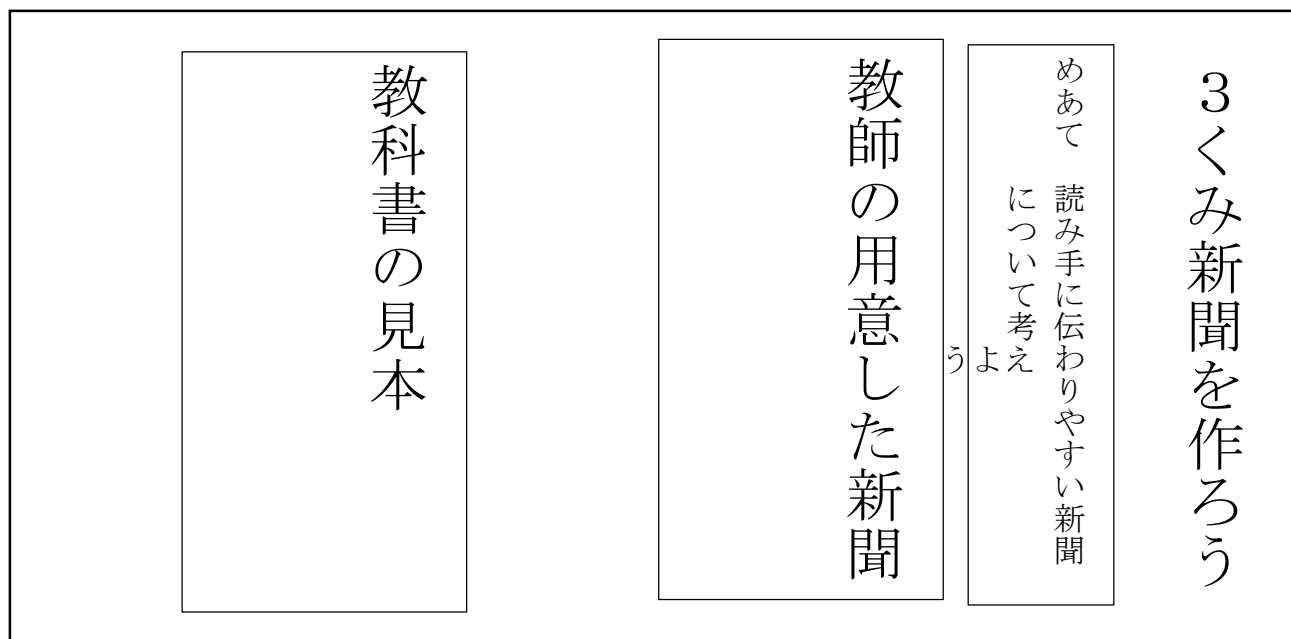 ３くみ新聞を作ろう
めあて　読み手に伝わりやすい新聞
について考え
よ
う
教師の用意した新聞
教科書の見本